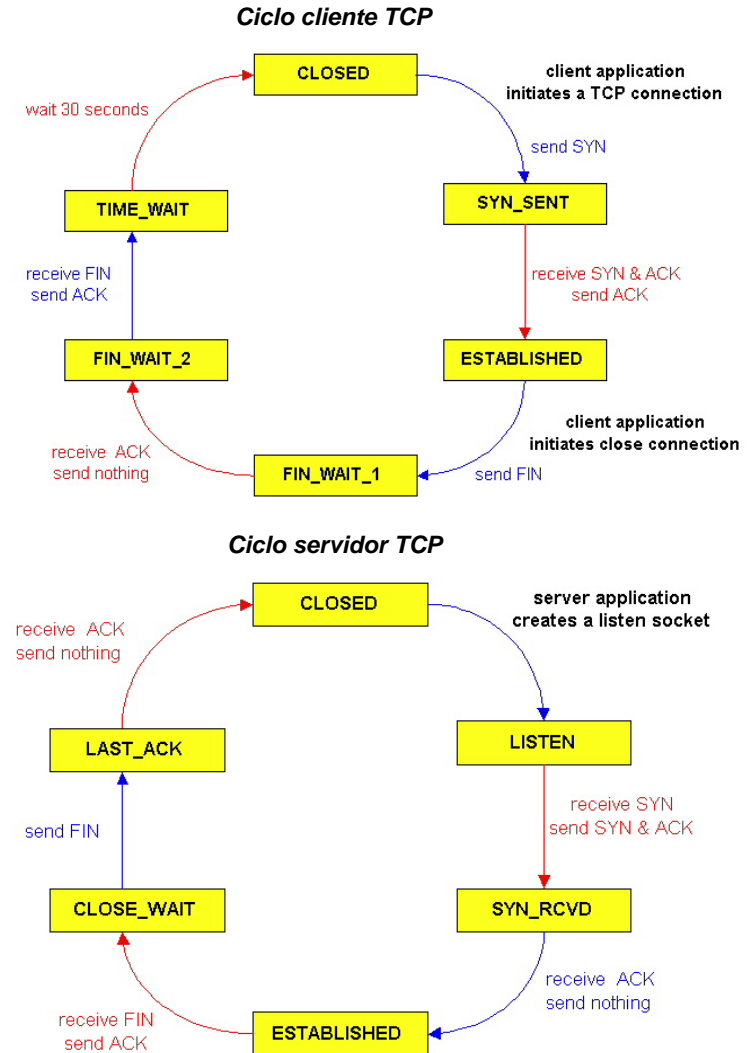 Ciclo cliente TCP
CLOSED
client application
initiates a TCP connection
wait 30 seconds
send SYN
TIME_WAIT
SYN_SENT
receive FIN
send ACK
receive SYN & ACK
send ACK
FIN_WAIT_2
ESTABLISHED
client application
initiates close connection
receive ACK
send nothing
FIN_WAIT_1
send FIN
Ciclo servidor TCP
CLOSED
server application
creates a listen socket
receive ACK
send nothing
LAST_ACK
LISTEN
receive SYN
send SYN & ACK
send FIN
CLOSE_WAIT
SYN_RCVD
receive ACK
send nothing
receive FIN
send ACK
ESTABLISHED